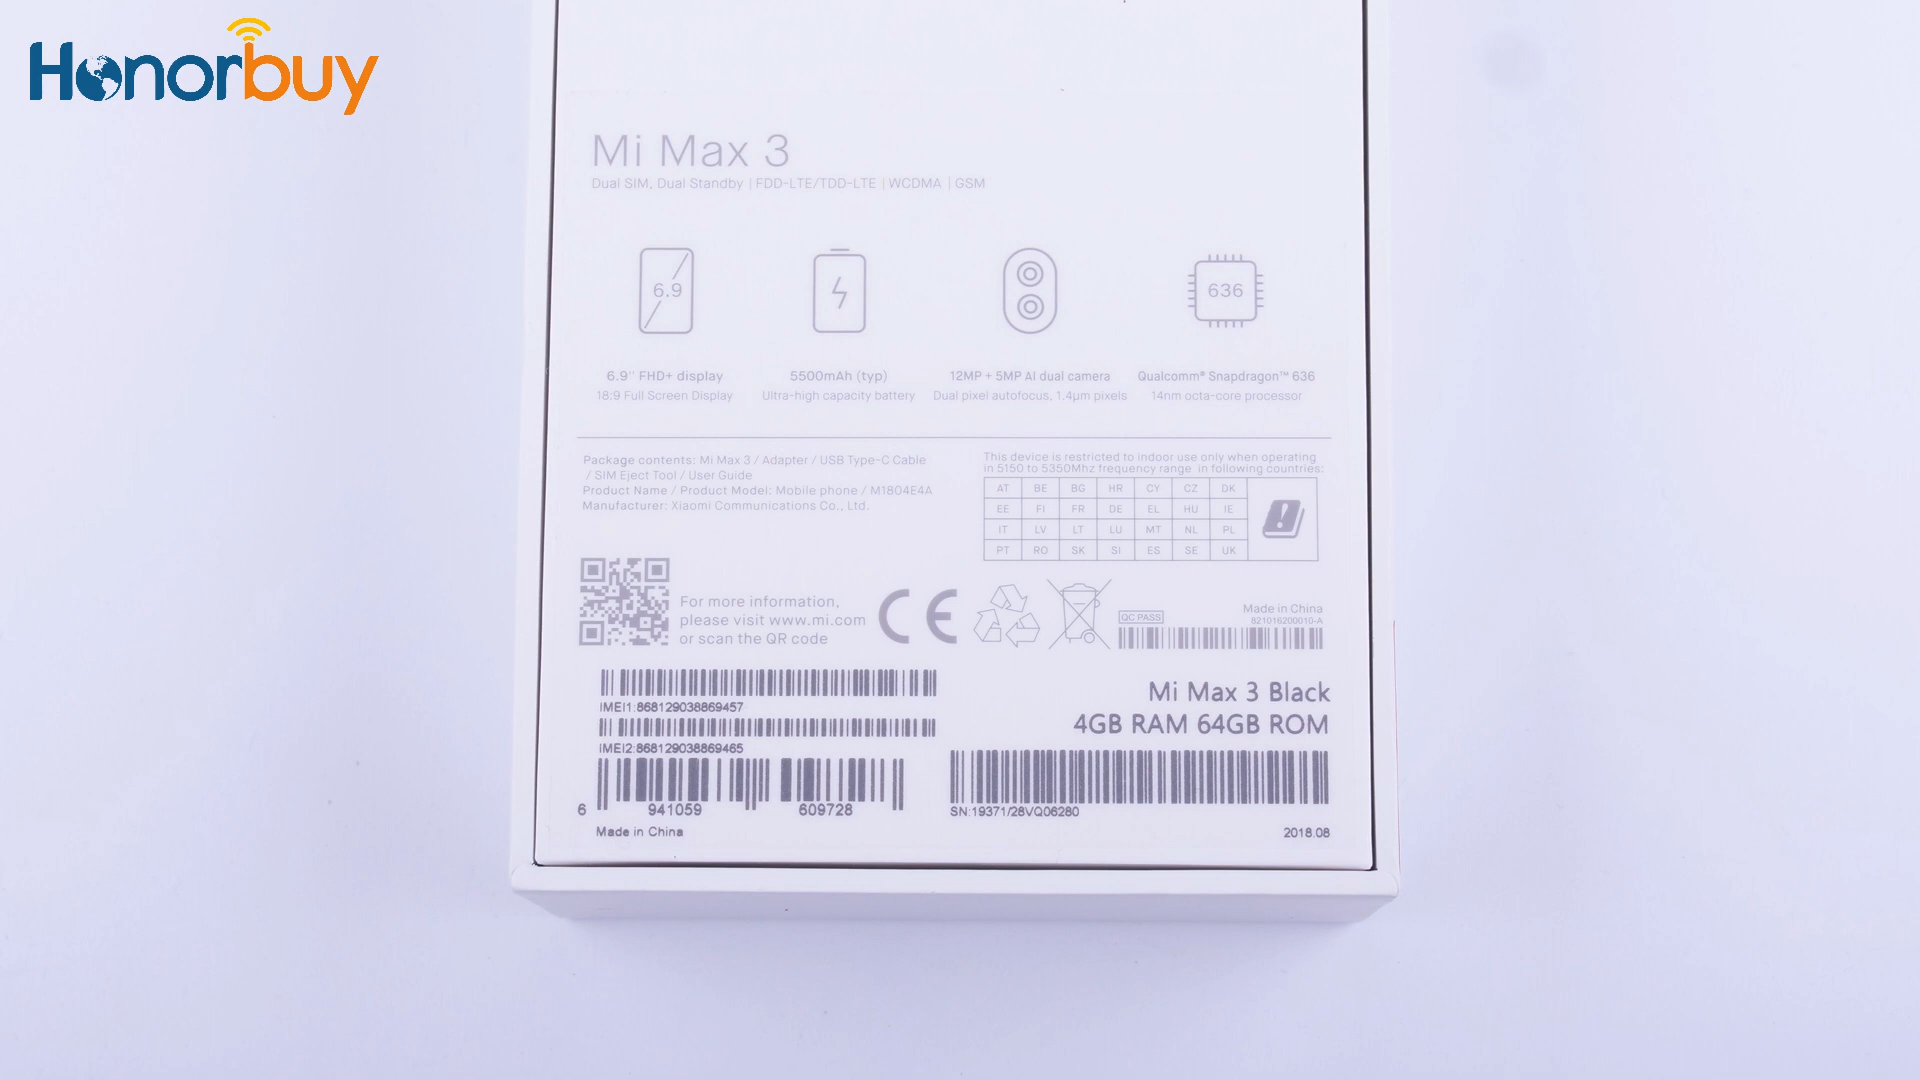 Honorbuy
Mi Max 3
Dual SIM, Dual Standby | FDD-LTE/TDD-LTE | WCDMA | GSM
6.9
636
6.9'' FHD+ display
18:9 Full Screen Display
5500mAh (typ)
Ultra-high capacity battery
12MP + 5MP AI dual camera
Dual pixel autofocus, 1.4μm pixels
Qualcomm® Snapdragon™ 636
14nm octa-core processor
Package contents: Mi Max 3 / Adapter / USB Type-C Cable
/ SIM Eject Tool / User Guide
Product Name / Product Model: Mobile phone / M1804E4A
Manufacturer: Xiaomi Communications Co., Ltd.
This device is restricted to indoor use only when operating
in 5150 to 5350Mhz frequency range in following countries:
AT BE BG HR CY CZ DK
EE FI FR DE EL HU IE
IT LV LT LU MT NL PL
PT RO SK SI ES SE UK
For more information,
please visit www.mi.com
or scan the QR code
CE
QC PASS
Made in China
821016200010-A
IMEI1:868129038869457
IMEI2:868129038869465
6 941059 609728
Made in China
Mi Max 3 Black
4GB RAM 64GB ROM
SN:19371/28VQ06280
2018.08